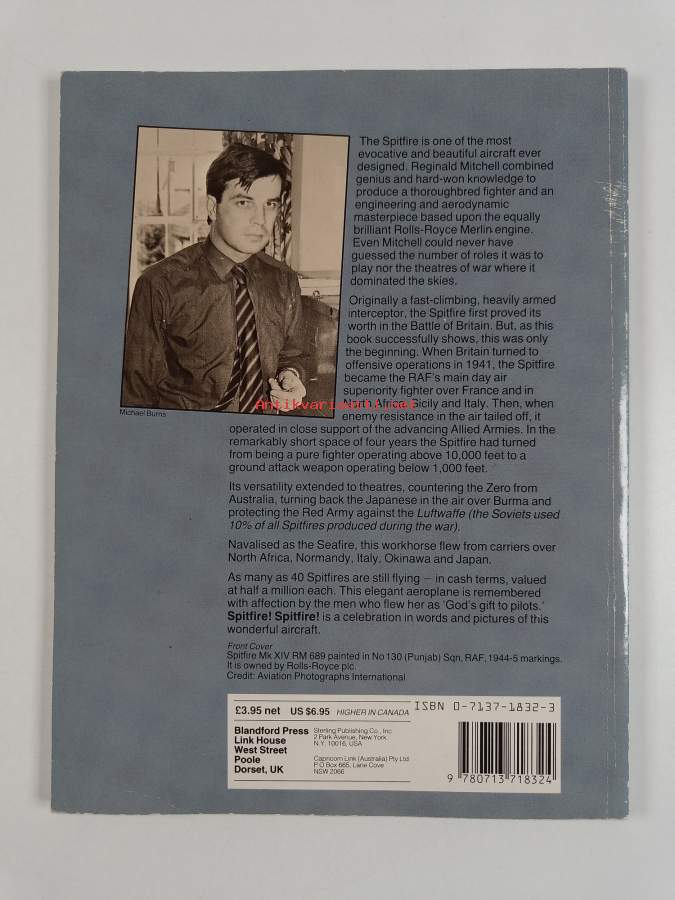 The Spitfire is one of the most
evocative and beautiful aircraft ever
designed. Reginald Mitchell combined
genius and hard-won knowledge to
produce a thoroughbred fighter and an
engineering and aerodynamic
masterpiece based upon the equally
brilliant Rolls-Royce Merlin engine.
Even Mitchell could never have
guessed the number of roles it was to
play nor the theatres of war where it
dominated the skies.
Originally a fast-climbing, heavily armed
interceptor, the Spitfire first proved its
worth in the Battle of Britain. But, as this
book successfully shows, this was only
the beginning. When Britain turned to
offensive operations in 1941, the Spitfire
became the RAF's main day air
superiority fighter over France and in
North Africa, Sicily and Italy. Then, when
Antikvariaatti.net
Michael Burns
enemy resistance in the air tailed off, it
operated in close support of the advancing Allied Armies. In the
remarkably short space of four years the Spitfire had turned
from being a pure fighter operating above 10,000 feet to a
ground attack weapon operating below 1,000 feet.
Its versatility extended to theatres, countering the Zero from
Australia, turning back the Japanese in the air over Burma and
protecting the Red Army against the Luftwaffe (the Soviets used
10% of all Spitfires produced during the war).
Navalised as the Seafire, this workhorse flew from carriers over
North Africa, Normandy, Italy, Okinawa and Japan.
As many as 40 Spitfires are still flying – in cash terms, valued
at half a million each. This elegant aeroplane is remembered
with affection by the men who flew her as 'God's gift to pilots.'
Spitfire! Spitfire! is a celebration in words and pictures of this
wonderful aircraft.
Front Cover
Spitfire Mk XIV RM 689 painted in No 130 (Punjab) Sqn, RAF, 1944-5 markings.
It is owned by Rolls-Royce plc.
Credit: Aviation Photographs International
£3.95 net US $6.95 HIGHER IN CANADA
ISBN 0-7137-1832-3
Blandford Press
Link House
West Street
Poole
Dorset, UK
Sterling Publishing Co., Inc
2 Park Avenue, New York
N.Y. 10016, USA
Capricorn Link (Australia) Pty Ltd
P O Box 665, Lane Cove
NSW 2066
9 780713 718324